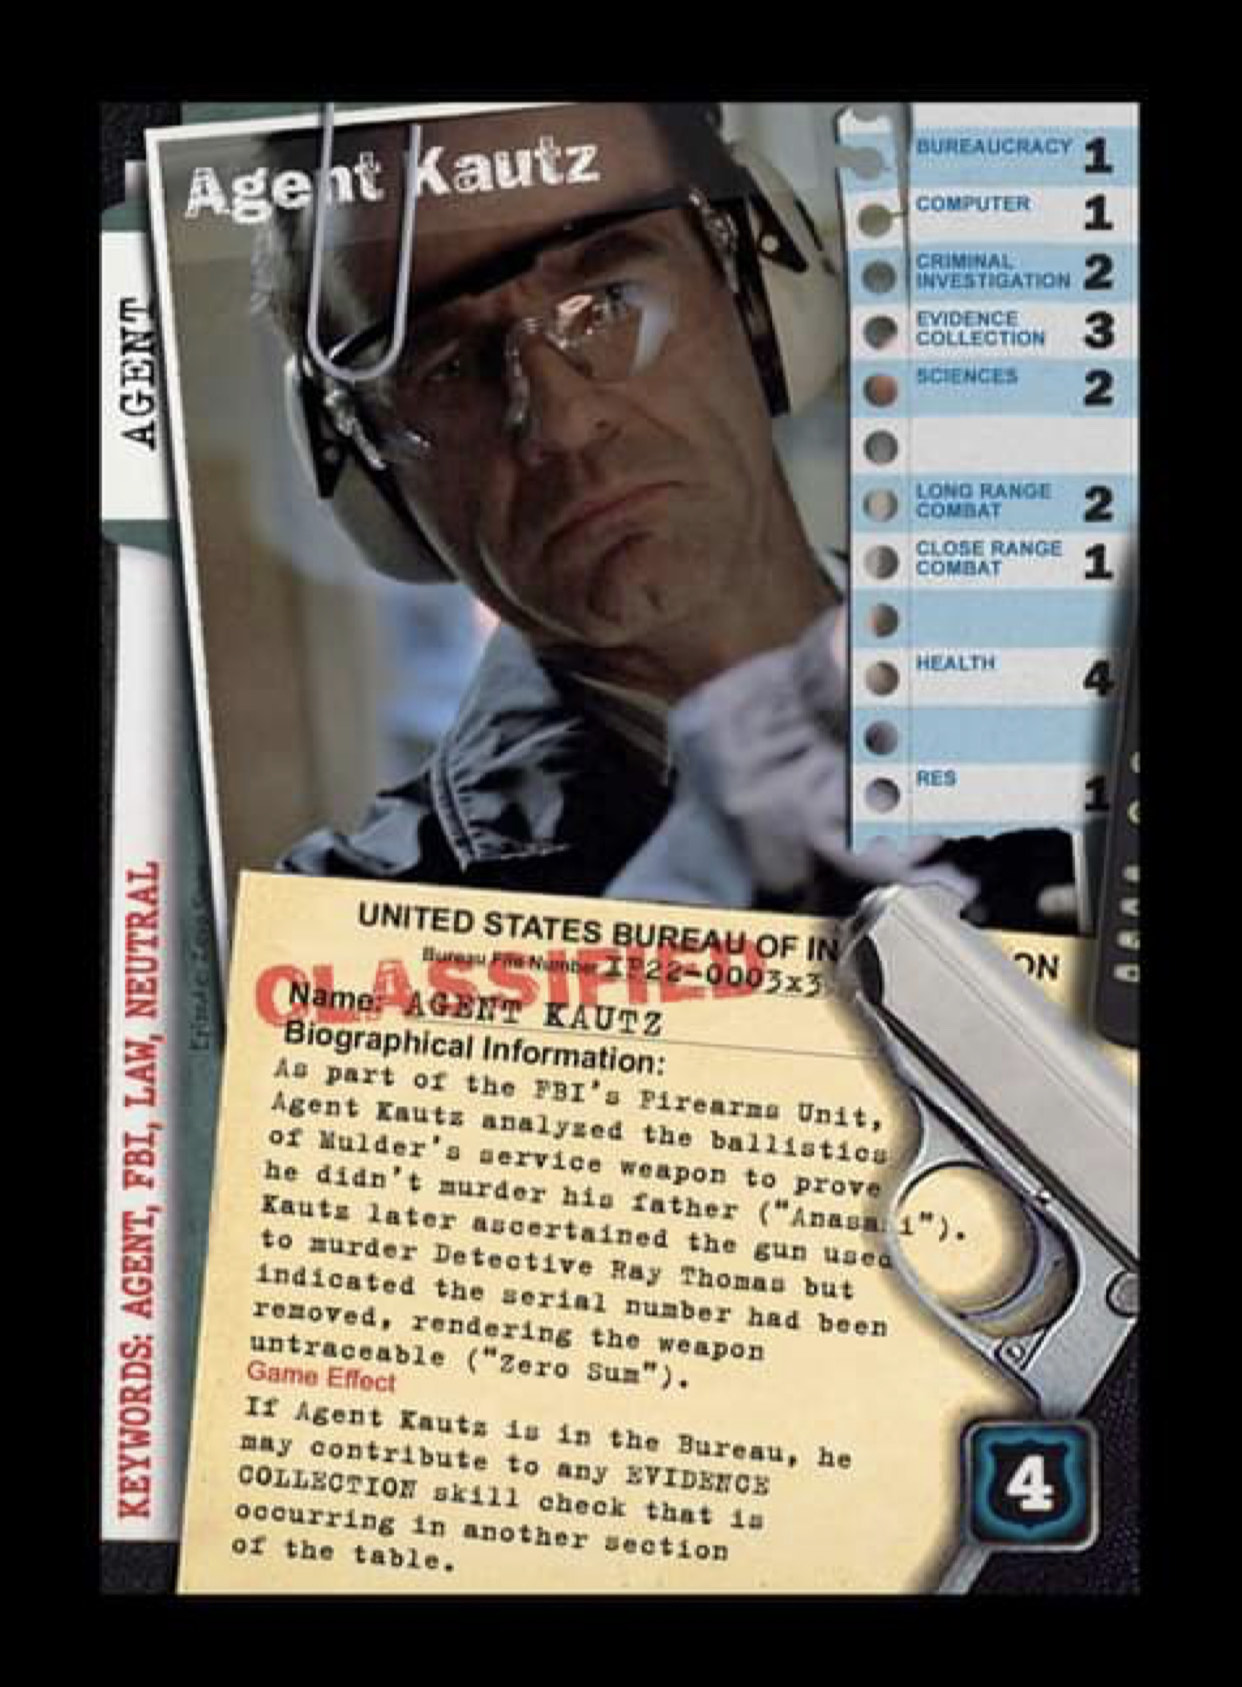 Agent Kautz
BUREAUCRACY 1
COMPUTER 1
CRIMINAL
INVESTIGATION 2
EVIDENCE
COLLECTION 3
SCIENCES 2
LONG RANGE
COMBAT 2
CLOSE RANGE
COMBAT 1
HEALTH 4
RES 1
AGENT
KEYWORDS: AGENT, FBI, LAW, NEUTRAL
UNITED STATES BUREAU OF IN ON
Bureau File Number
CLASSIFIED
Name: AGENT KAUTZ
Biographical Information:
As part of the FBI's Firearms Unit,
Agent Kautz analyzed the ballistics
of Mulder's service weapon to prove
he didn't murder his father ("Anasazi").
Kautz later ascertained the gun used
to murder Detective Ray Thomas but
indicated the serial number had been
removed, rendering the weapon
untraceable ("Zero Sum").
Game Effect
If Agent Kautz is in the Bureau, he
may contribute to any EVIDENCE
COLLECTION skill check that is
occurring in another section
of the table.
4